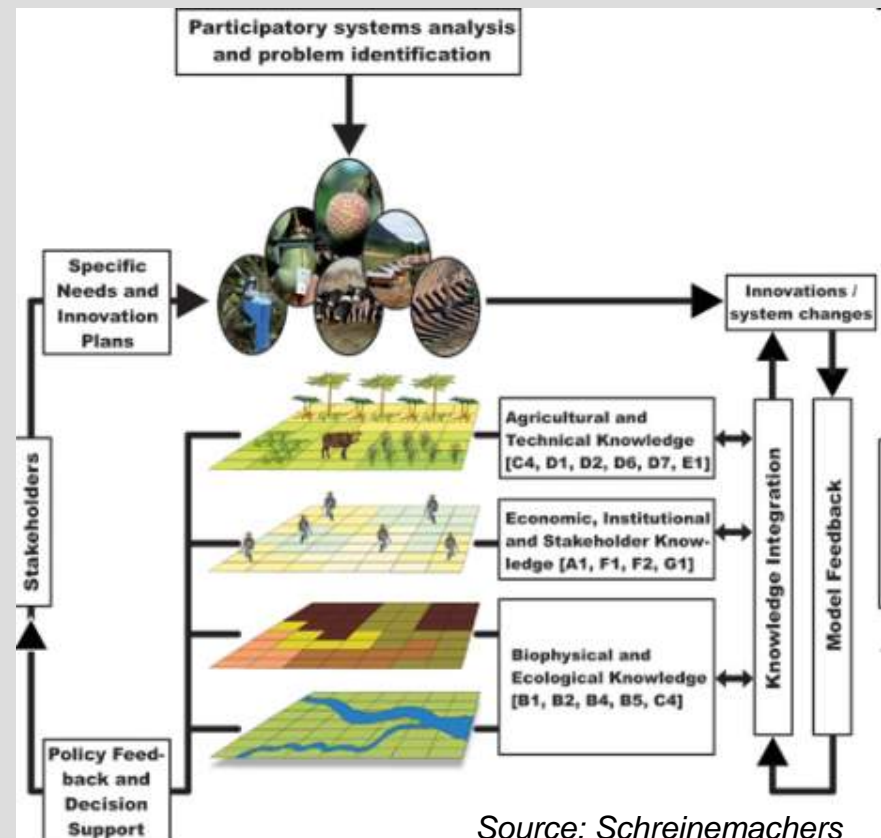 Participatory systems analysis
and problem identification
Specific
Needs and
Innovation
Plans
Innovations /
system changes
Stakeholders
Agricultural and
Technical Knowledge
[C4, D1, D2, D6, D7, E1]
Economic, Institutional
and Stakeholder Know-
ledge [A1, F1, F2, G1]
Biophysical and
Ecological Knowledge
[B1, B2, B4, B5, C4]
Knowledge Integration
Model Feedback
Policy Feed-
back and
Decision
Support
Source: Schreinemachers